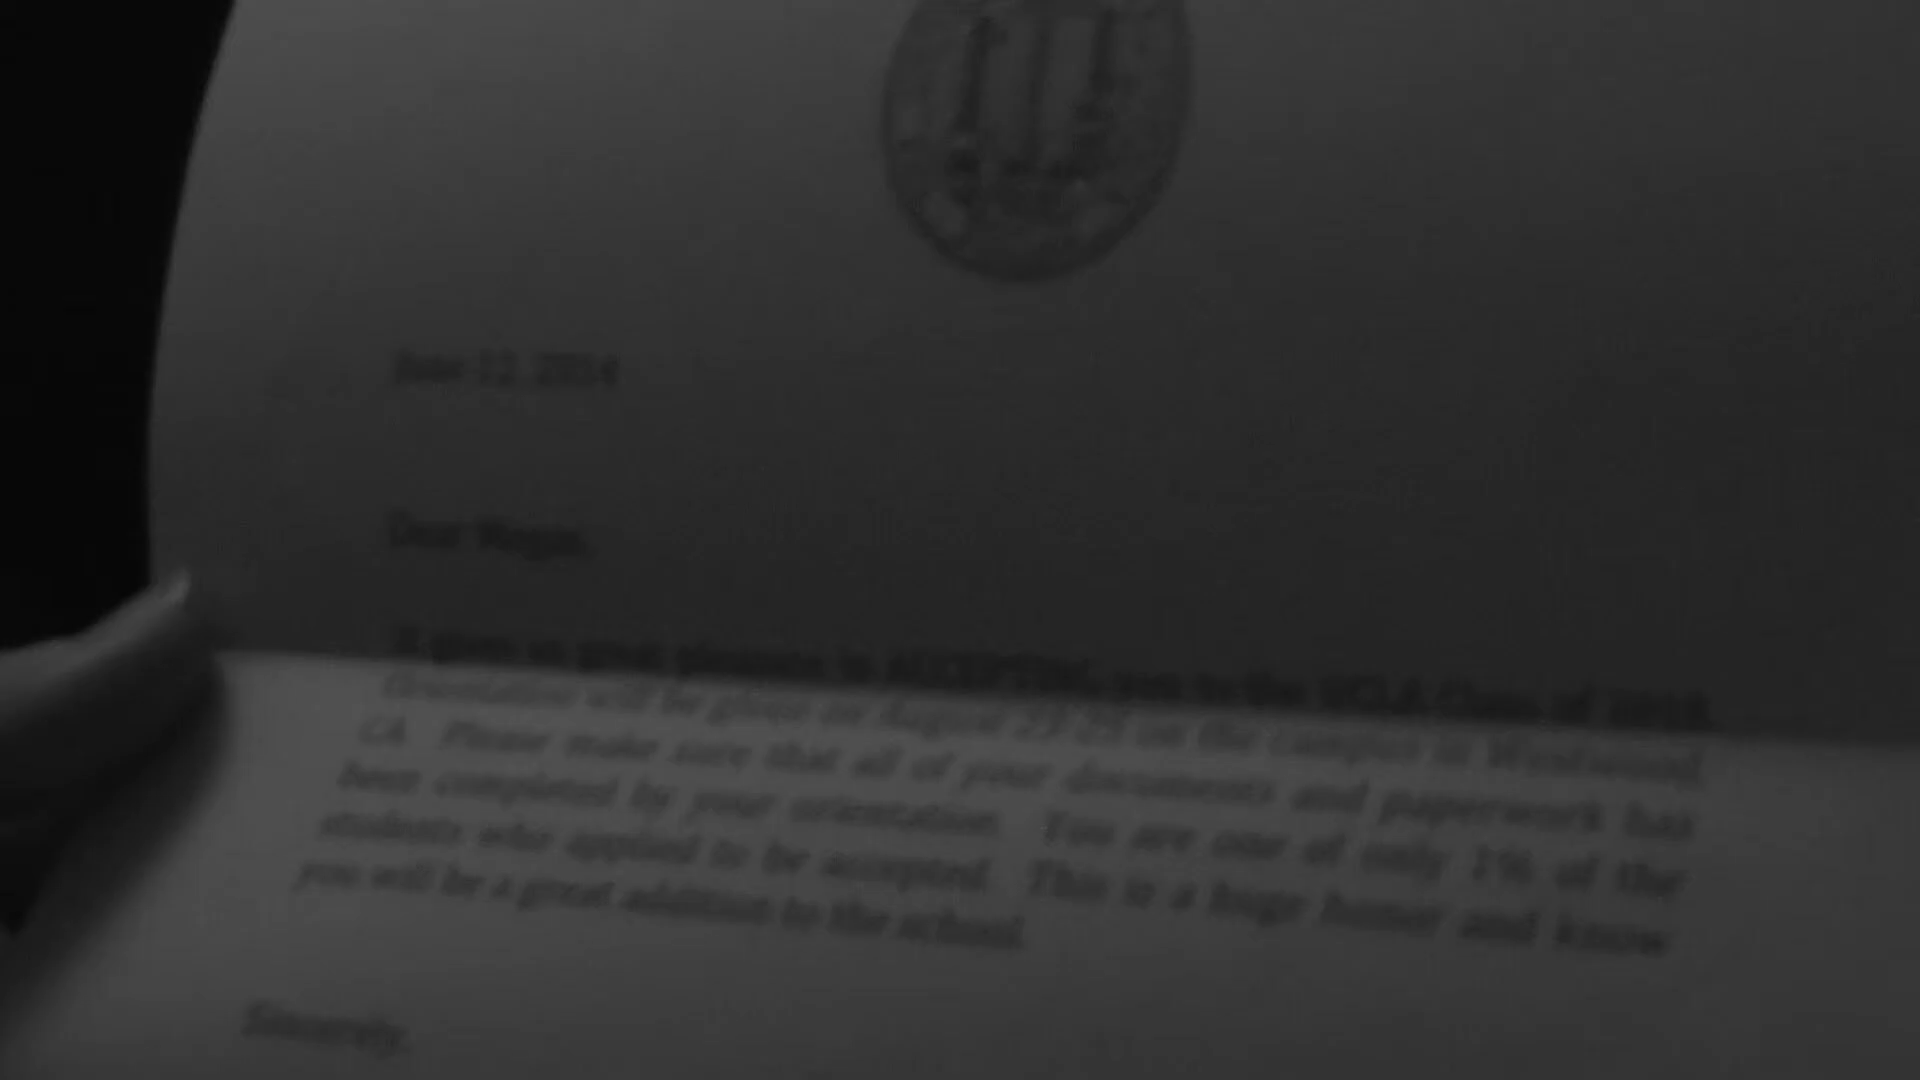 June 12, 2014
Dear Megan,
It gives us great pleasure in ACCEPTING you to the UCLA Class of
Orientation will be given on August 23-25 on the campus in Westwood,
CA. Please make sure that all of your documents and paperwork has
been completed by your orientation. You are one of only 1% of the
students who applied to be accepted. This is a huge honor and know
you will be a great addition to the school.
Sincerely,